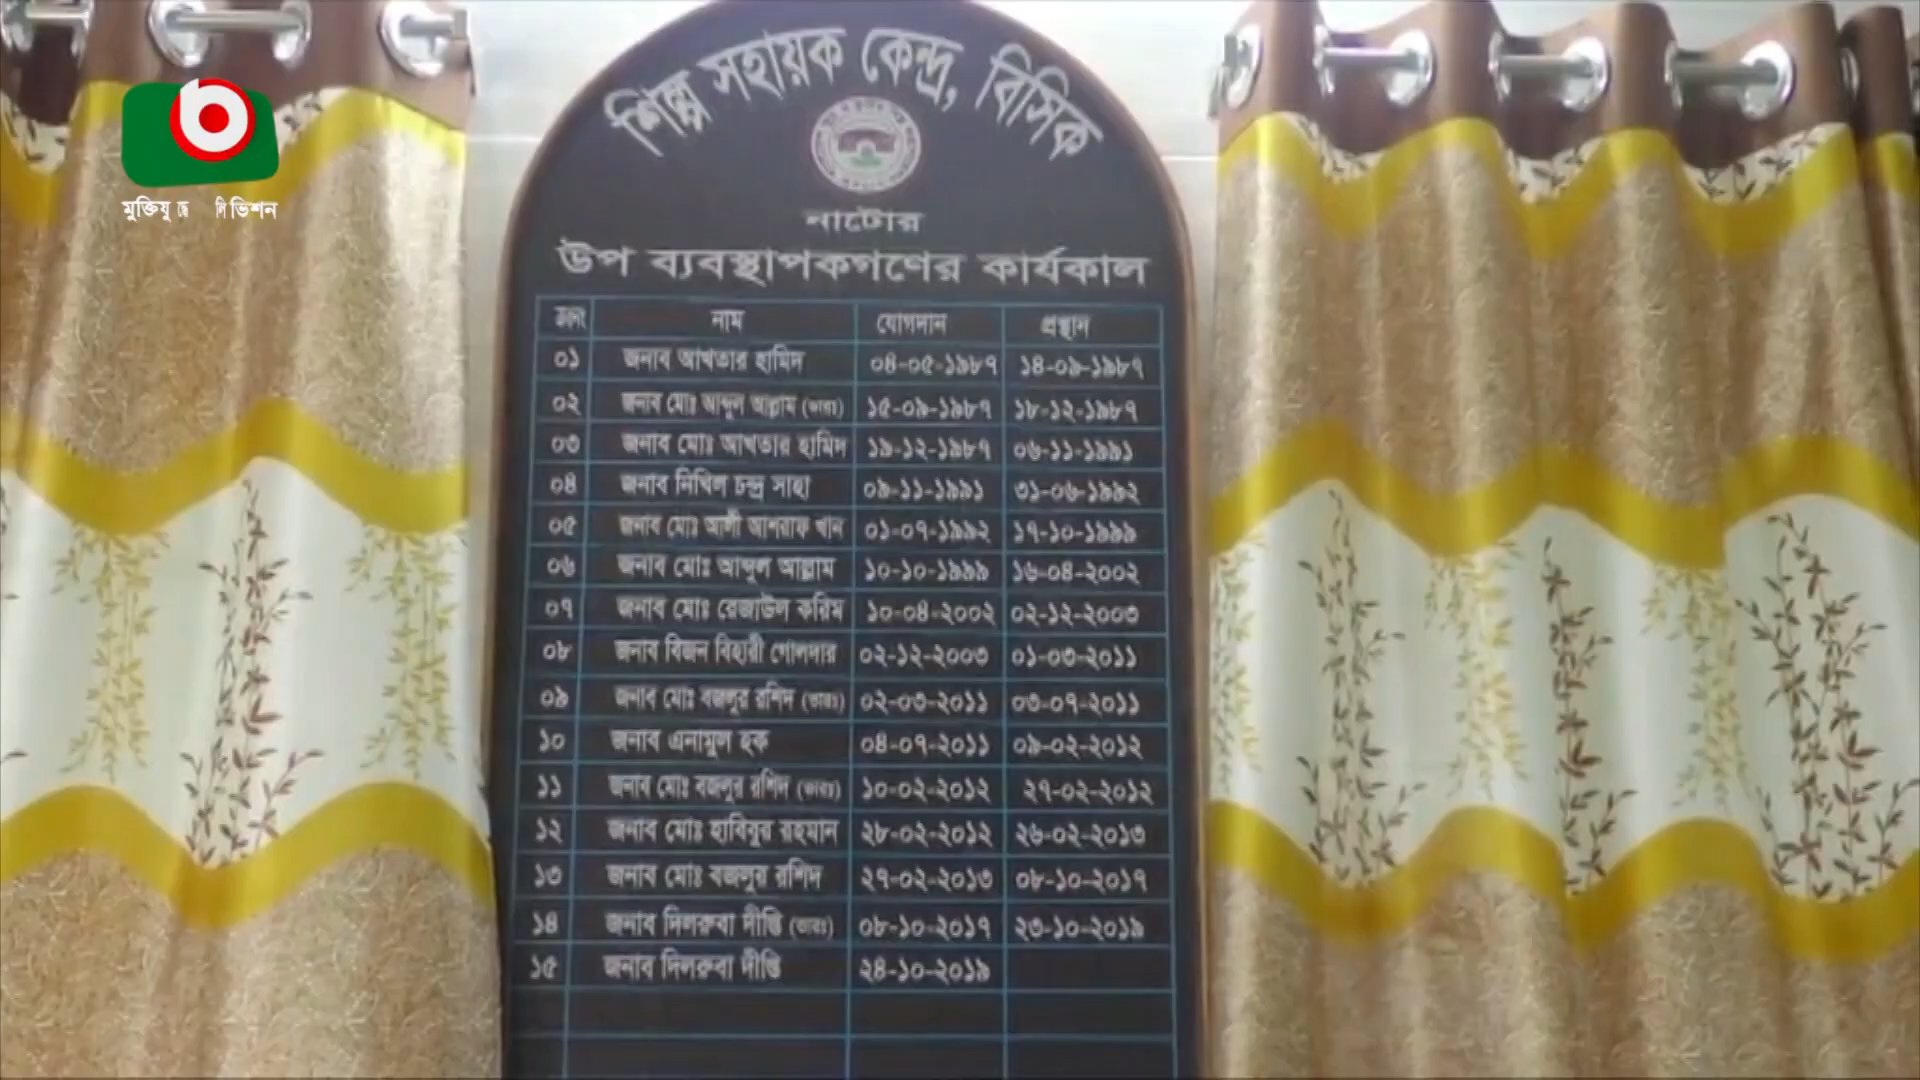 শিল্প সহায়ক কেন্দ্র, বিসিক
নাটোর
উপ ব্যবস্থাপকগণের কার্যকাল
ক্রনং নাম যোগদান প্রস্থান
০১ জনাব আখতার হামিদ ০৪-০৫-১৯৮৭ ১৪-০৯-১৯৮৭
০২ জনাব মোঃ আব্দুল আল্লাম (ভারঃ) ১৫-০৯-১৯৮৭ ১৮-১২-১৯৮৭
০৩ জনাব মোঃ আখতার হামিদ ১৯-১২-১৯৮৭ ০৬-১১-১৯৯১
০৪ জনাব নিখিল চন্দ্র সাহা ০৯-১১-১৯৯১ ৩১-০৬-১৯৯২
০৫ জনাব মোঃ আলী আশরাফ খান ০১-০৭-১৯৯২ ১৭-১০-১৯৯৯
০৬ জনাব মোঃ আব্দুল আল্লাম ১০-১০-১৯৯৯ ১৬-০৪-২০০২
০৭ জনাব মোঃ রেজাউল করিম ১০-০৪-২০০২ ০২-১২-২০০৩
০৮ জনাব বিজন বিহারী গোলদার ০২-১২-২০০৩ ০১-০৩-২০১১
০৯ জনাব মোঃ বজলুর রশিদ (ভারঃ) ০২-০৩-২০১১ ০৩-০৭-২০১১
১০ জনাব এনামুল হক ০৪-০৭-২০১১ ০৯-০২-২০১২
১১ জনাব মোঃ বজলুর রশিদ (ভারঃ) ১০-০২-২০১২ ২৭-০২-২০১২
১২ জনাব মোঃ হাবিবুর রহমান ২৮-০২-২০১২ ২৬-০২-২০১৩
১৩ জনাব মোঃ বজলুর রশিদ ২৭-০২-২০১৩ ০৮-১০-২০১৭
১৪ জনাব দিলরুবা দীপ্তি (ভারঃ) ০৮-১০-২০১৭ ২৩-১০-২০১৯
১৫ জনাব দিলরুবা দীপ্তি ২৪-১০-২০১৯